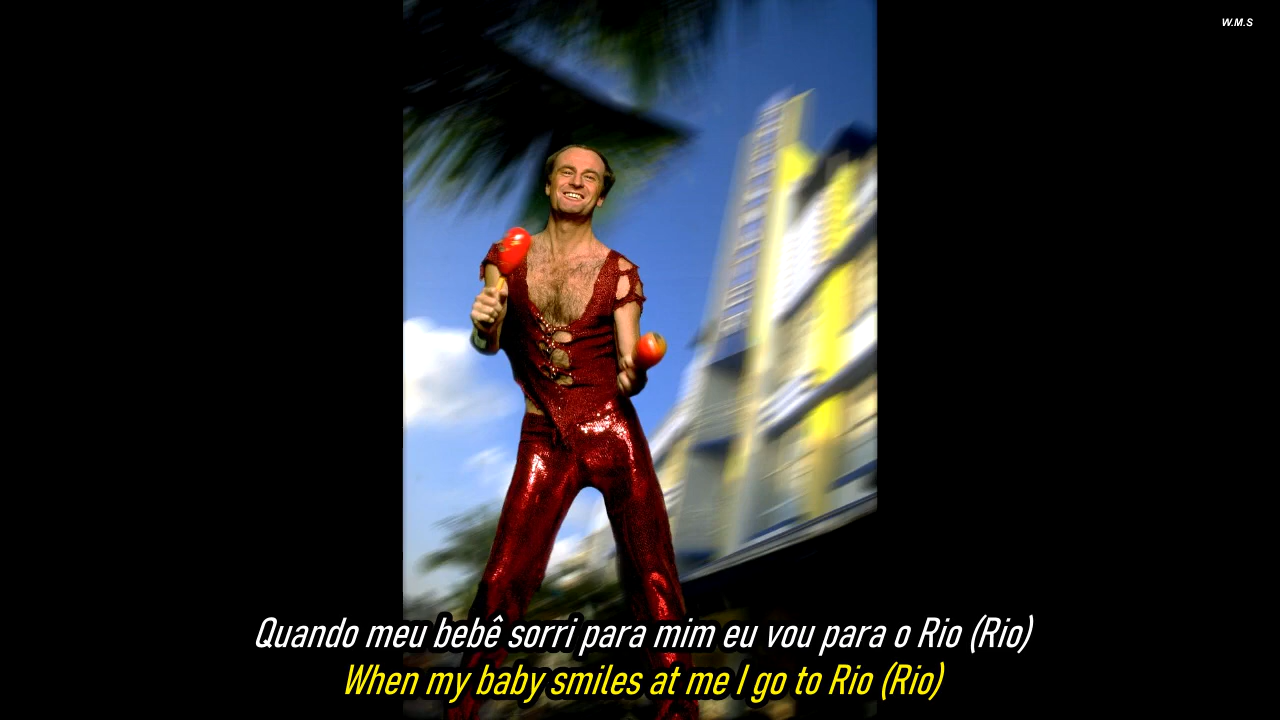 W.M.S
Quando meu bebê sorri para mim eu vou para o Rio (Rio)
When my baby smiles at me I go to Rio (Rio)